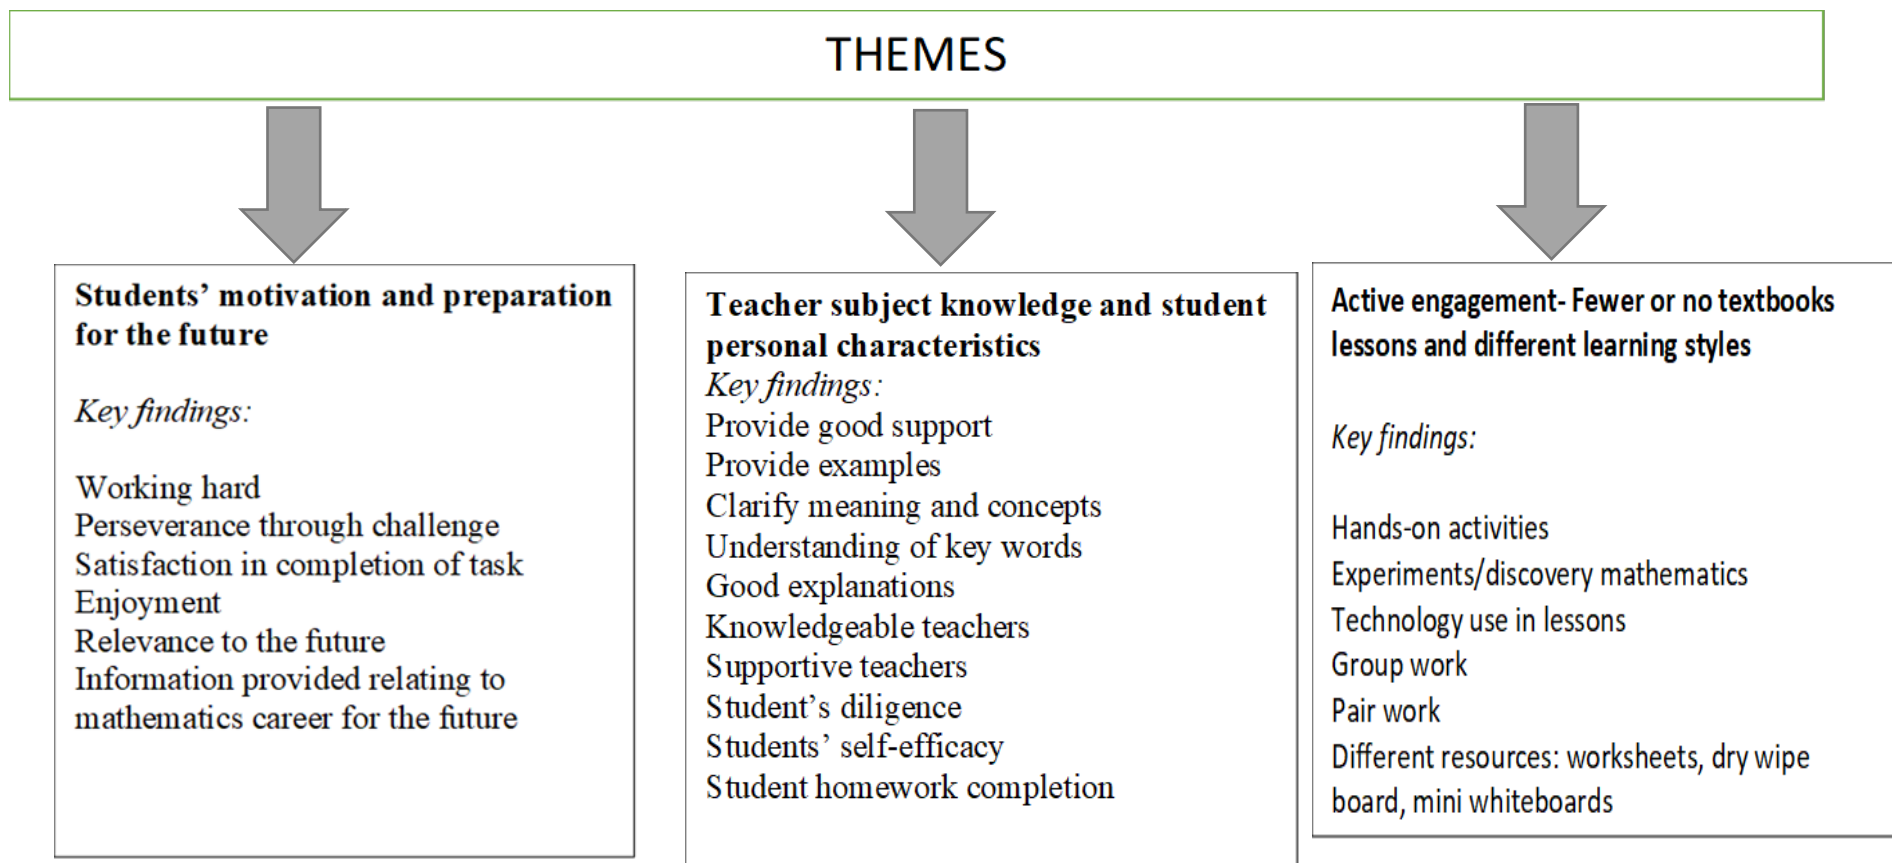 THEMES
Students’ motivation and preparation
for the future
Key findings:
Working hard
Perseverance through challenge
Satisfaction in completion of task
Enjoyment
Relevance to the future
Information provided relating to
mathematics career for the future
Teacher subject knowledge and student
personal characteristics
Key findings:
Provide good support
Provide examples
Clarify meaning and concepts
Understanding of key words
Good explanations
Knowledgeable teachers
Supportive teachers
Student’s diligence
Students’ self-efficacy
Student homework completion
Active engagement- Fewer or no textbooks
lessons and different learning styles
Key findings:
Hands-on activities
Experiments/discovery mathematics
Technology use in lessons
Group work
Pair work
Different resources: worksheets, dry wipe
board, mini whiteboards